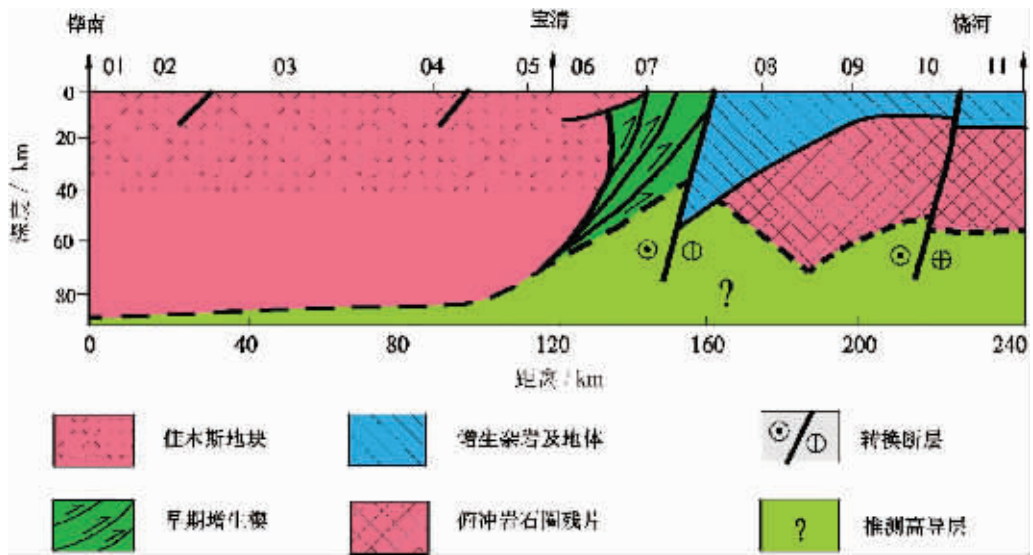 桦南 宝清 饶河
01 02 03 04 05 06 07 08 09 10 11
0
20
40
60
80
深度 / km
?
0 40 80 120 160 200 240
距离 / km
佳木斯地块 增生杂岩及地体 转换断层
早期增生楔 俯冲岩石圈残片 ? 推测高导层